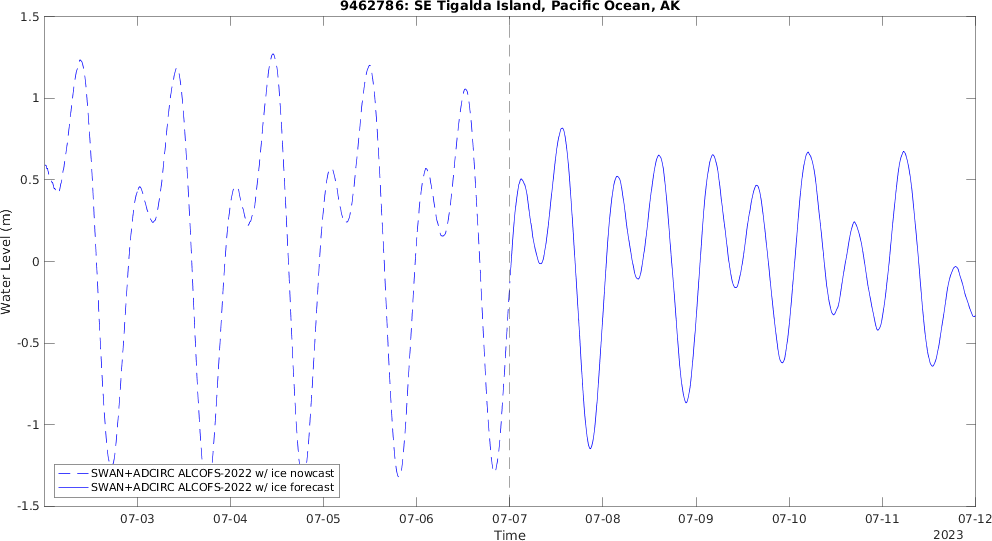 9462786: SE Tigalda Island, Pacific Ocean, AK
1.5
1
0.5
0
-0.5
-1
-1.5
Water Level (m)
SWAN+ADCIRC ALCOFS-2022 w/ ice nowcast
SWAN+ADCIRC ALCOFS-2022 w/ ice forecast
07-03 07-04 07-05 07-06 07-07 07-08 07-09 07-10 07-11 07-12
Time
2023